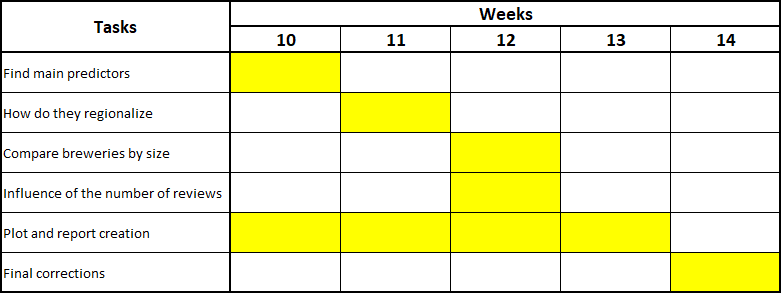 Tasks
Weeks
10 11 12 13 14
Find main predictors
How do they regionalize
Compare breweries by size
Influence of the number of reviews
Plot and report creation
Final corrections